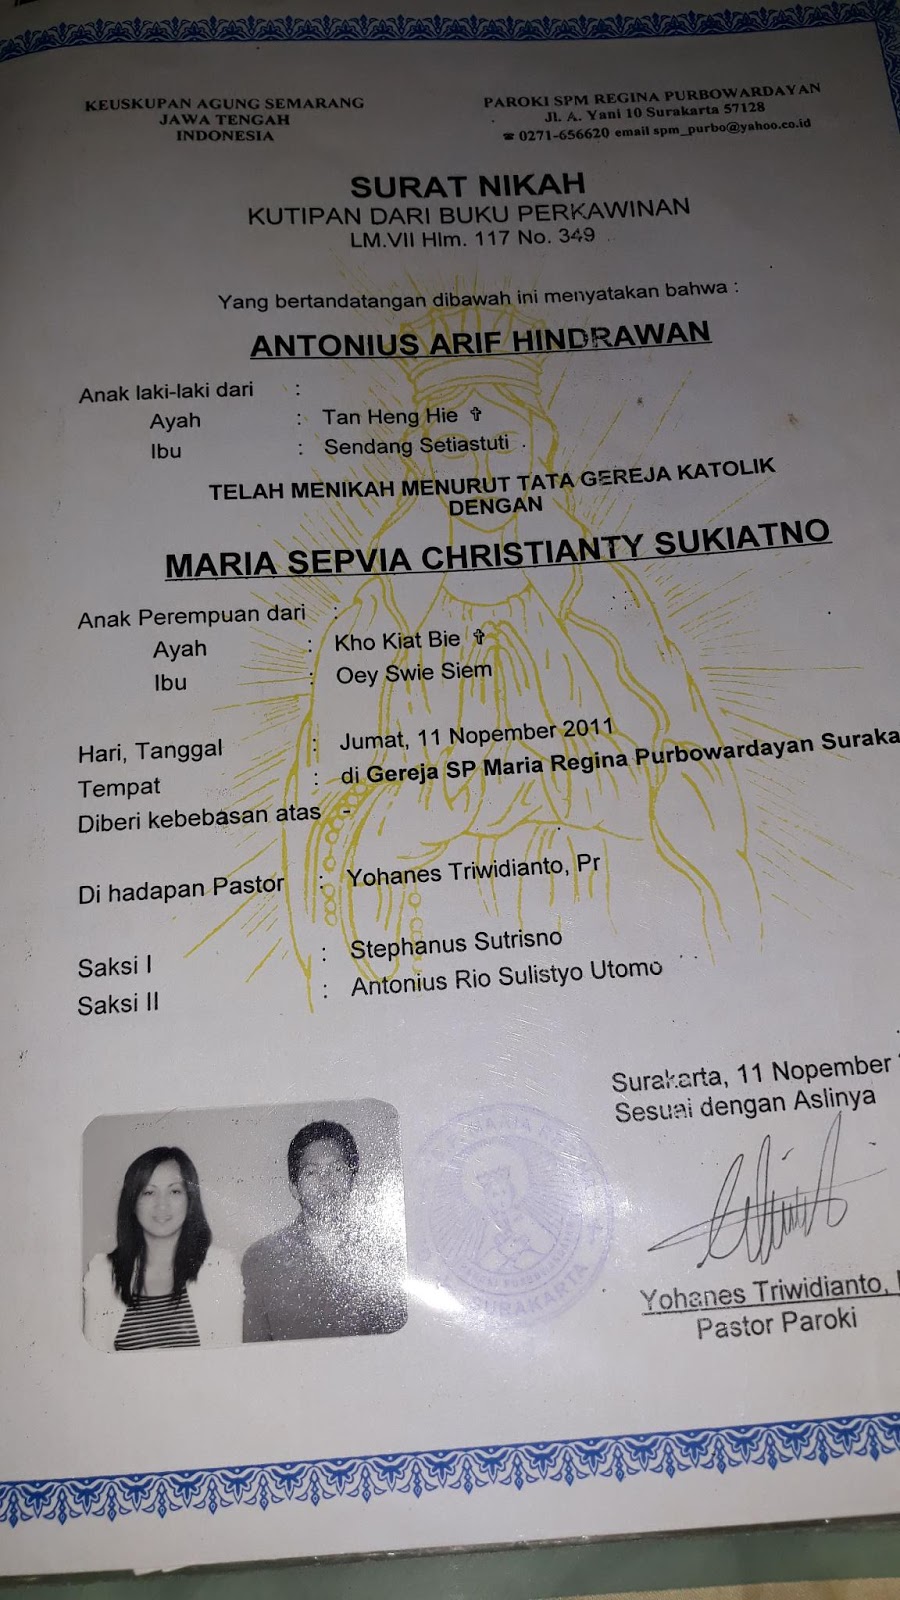 KEUSKUPAN AGUNG SEMARANG
JAWA TENGAH
INDONESIA
PAROKI SPM REGINA PURBOWARDAYAN
Jl. A. Yani 10 Surakarta 57128
☎ 0271-656620 email spm_purbo@yahoo.co.id
SURAT NIKAH
KUTIPAN DARI BUKU PERKAWINAN
LM.VII Hlm. 117 No. 349
Yang bertandatangan dibawah ini menyatakan bahwa :
ANTONIUS ARIF HINDRAWAN
Anak laki-laki dari :
Ayah : Tan Heng Hie ✞
Ibu : Sendang Setiastuti
TELAH MENIKAH MENURUT TATA GEREJA KATOLIK
DENGAN
MARIA SEPVIA CHRISTIANTY SUKIATNO
Anak Perempuan dari :
Ayah : Kho Kiat Bie ✞
Ibu : Oey Swie Siem
Hari, Tanggal : Jumat, 11 Nopember 2011
Tempat : di Gereja SP Maria Regina Purbowardayan Suraka
Diberi kebebasan atas -
Di hadapan Pastor : Yohanes Triwidianto, Pr
Saksi I : Stephanus Sutrisno
Saksi II : Antonius Rio Sulistyo Utomo
Surakarta, 11 Nopember
Sesuai dengan Aslinya
MARIA
SURAKARTA
Yohanes Triwidianto,
Pastor Paroki